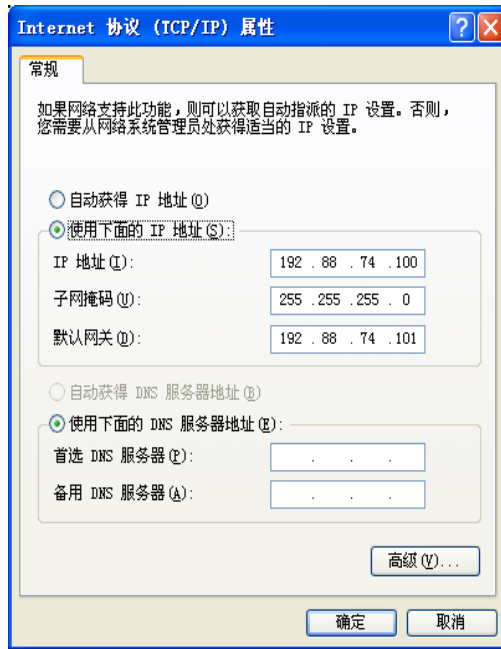 Internet 协议 (TCP/IP) 属性
常规
如果网络支持此功能，则可以获取自动指派的 IP 设置。否则，
您需要从网络系统管理员处获得适当的 IP 设置。
自动获得 IP 地址(O)
使用下面的 IP 地址(S):
IP 地址(I): 192 . 88 . 74 .100
子网掩码(U): 255 .255 .255 . 0
默认网关(D): 192 . 88 . 74 .101
自动获得 DNS 服务器地址(B)
使用下面的 DNS 服务器地址(E):
首选 DNS 服务器(P): . . .
备用 DNS 服务器(A): . . .
高级(V)...
确定 取消